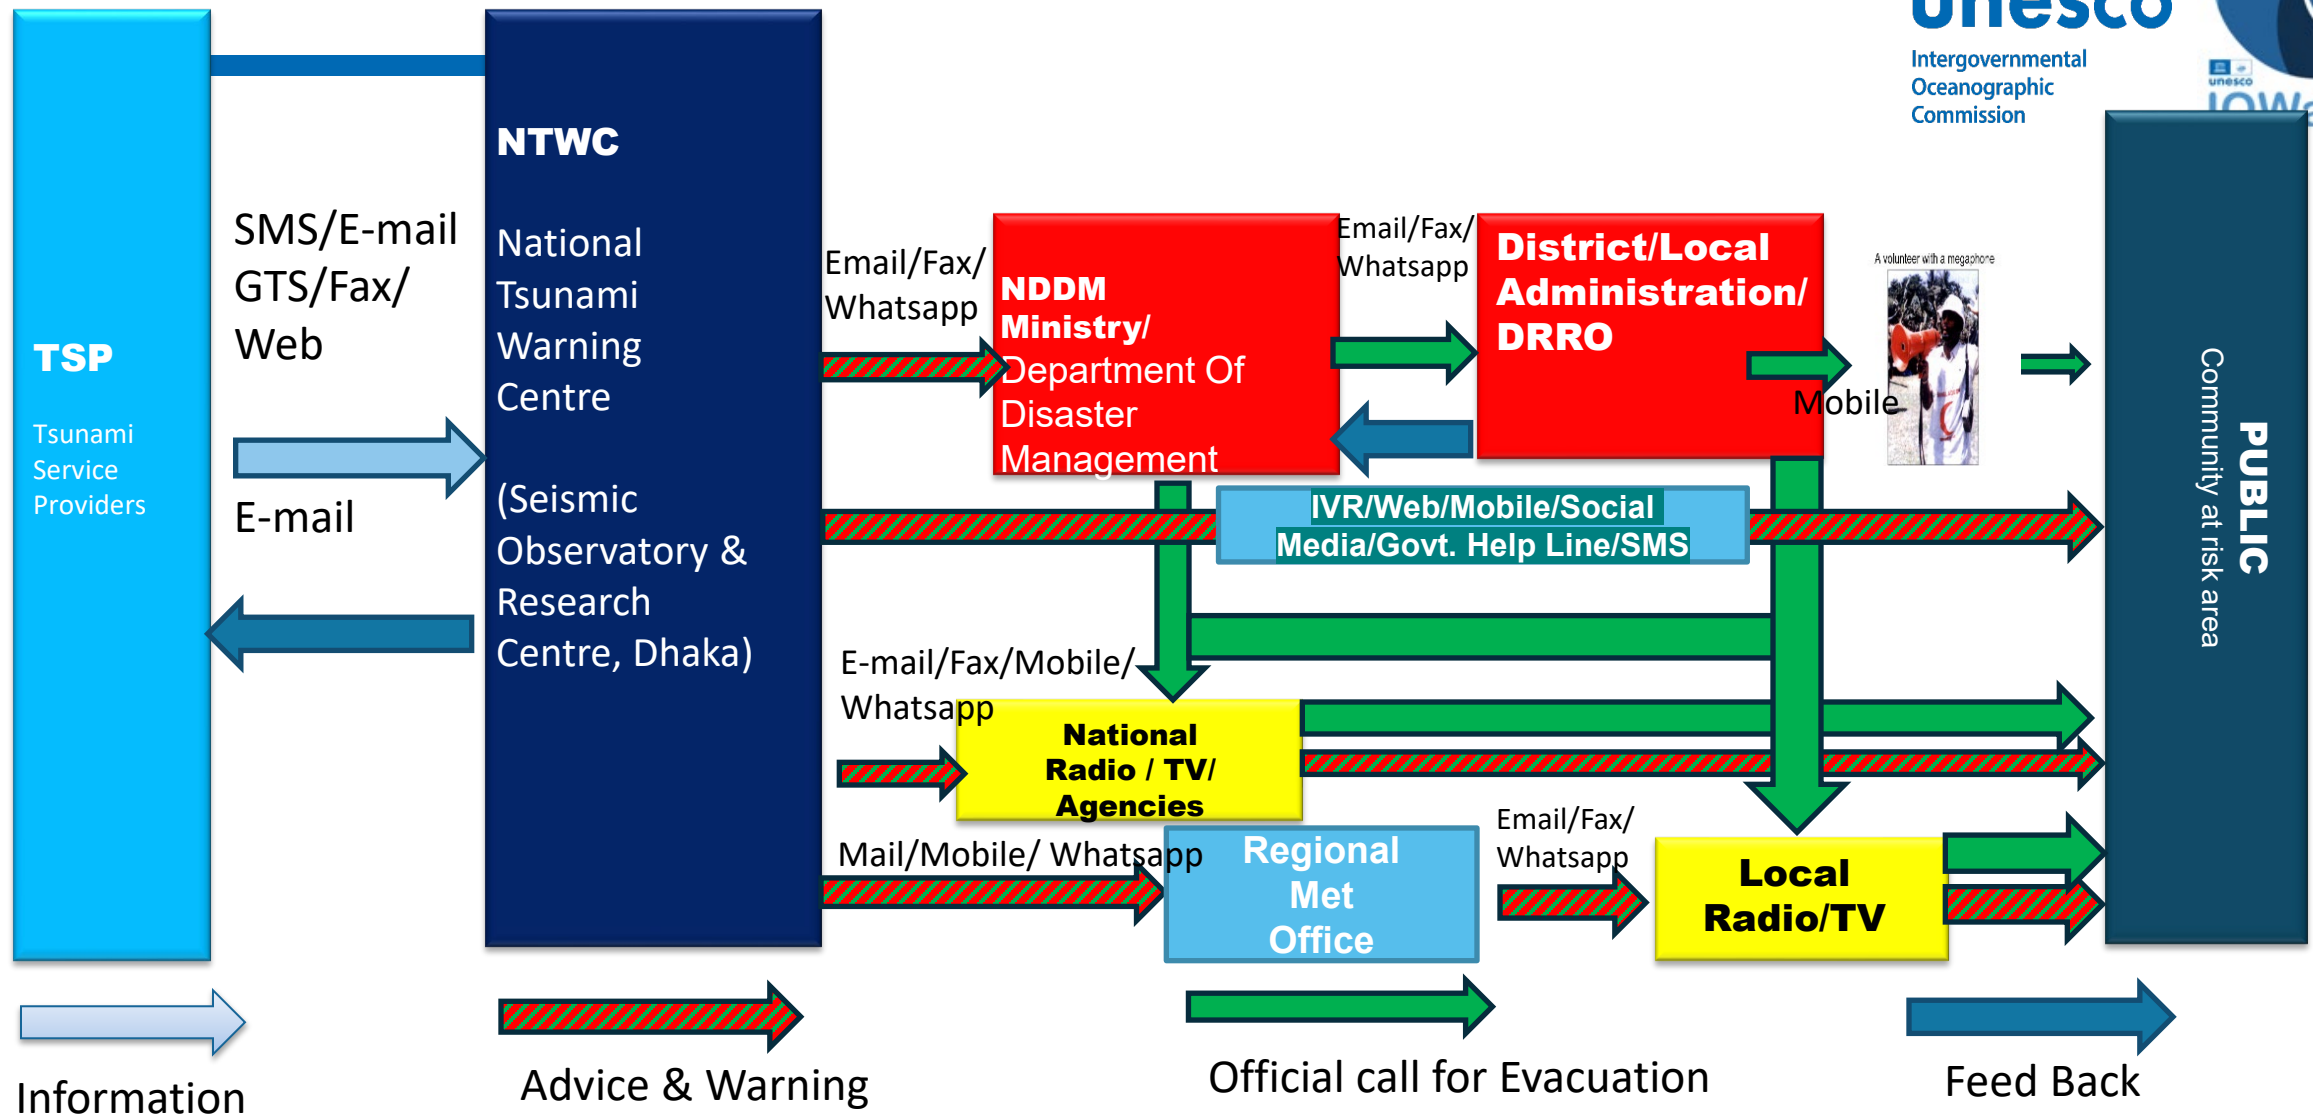 unesco
Intergovernmental
Oceanographic
Commission
unesco
TSP
Tsunami
Service
Providers
SMS/E-mail
GTS/Fax/
Web
E-mail
NTWC
National
Tsunami
Warning
Centre
(Seismic
Observatory &
Research
Centre, Dhaka)
Email/Fax/
Whatsapp
NDDM
Ministry/
Department Of
Disaster
Management
Email/Fax/
Whatsapp
District/Local
Administration/
DRRO
A volunteer with a megaphone
Mobile
IVR/Web/Mobile/Social
Media/Govt. Help Line/SMS
E-mail/Fax/Mobile/
Whatsapp
National
Radio / TV/
Agencies
Mail/Mobile/ Whatsapp
Regional
Met
Office
Email/Fax/
Whatsapp
Local
Radio/TV
PUBLIC
Community at risk area
Information
Advice & Warning
Official call for Evacuation
Feed Back